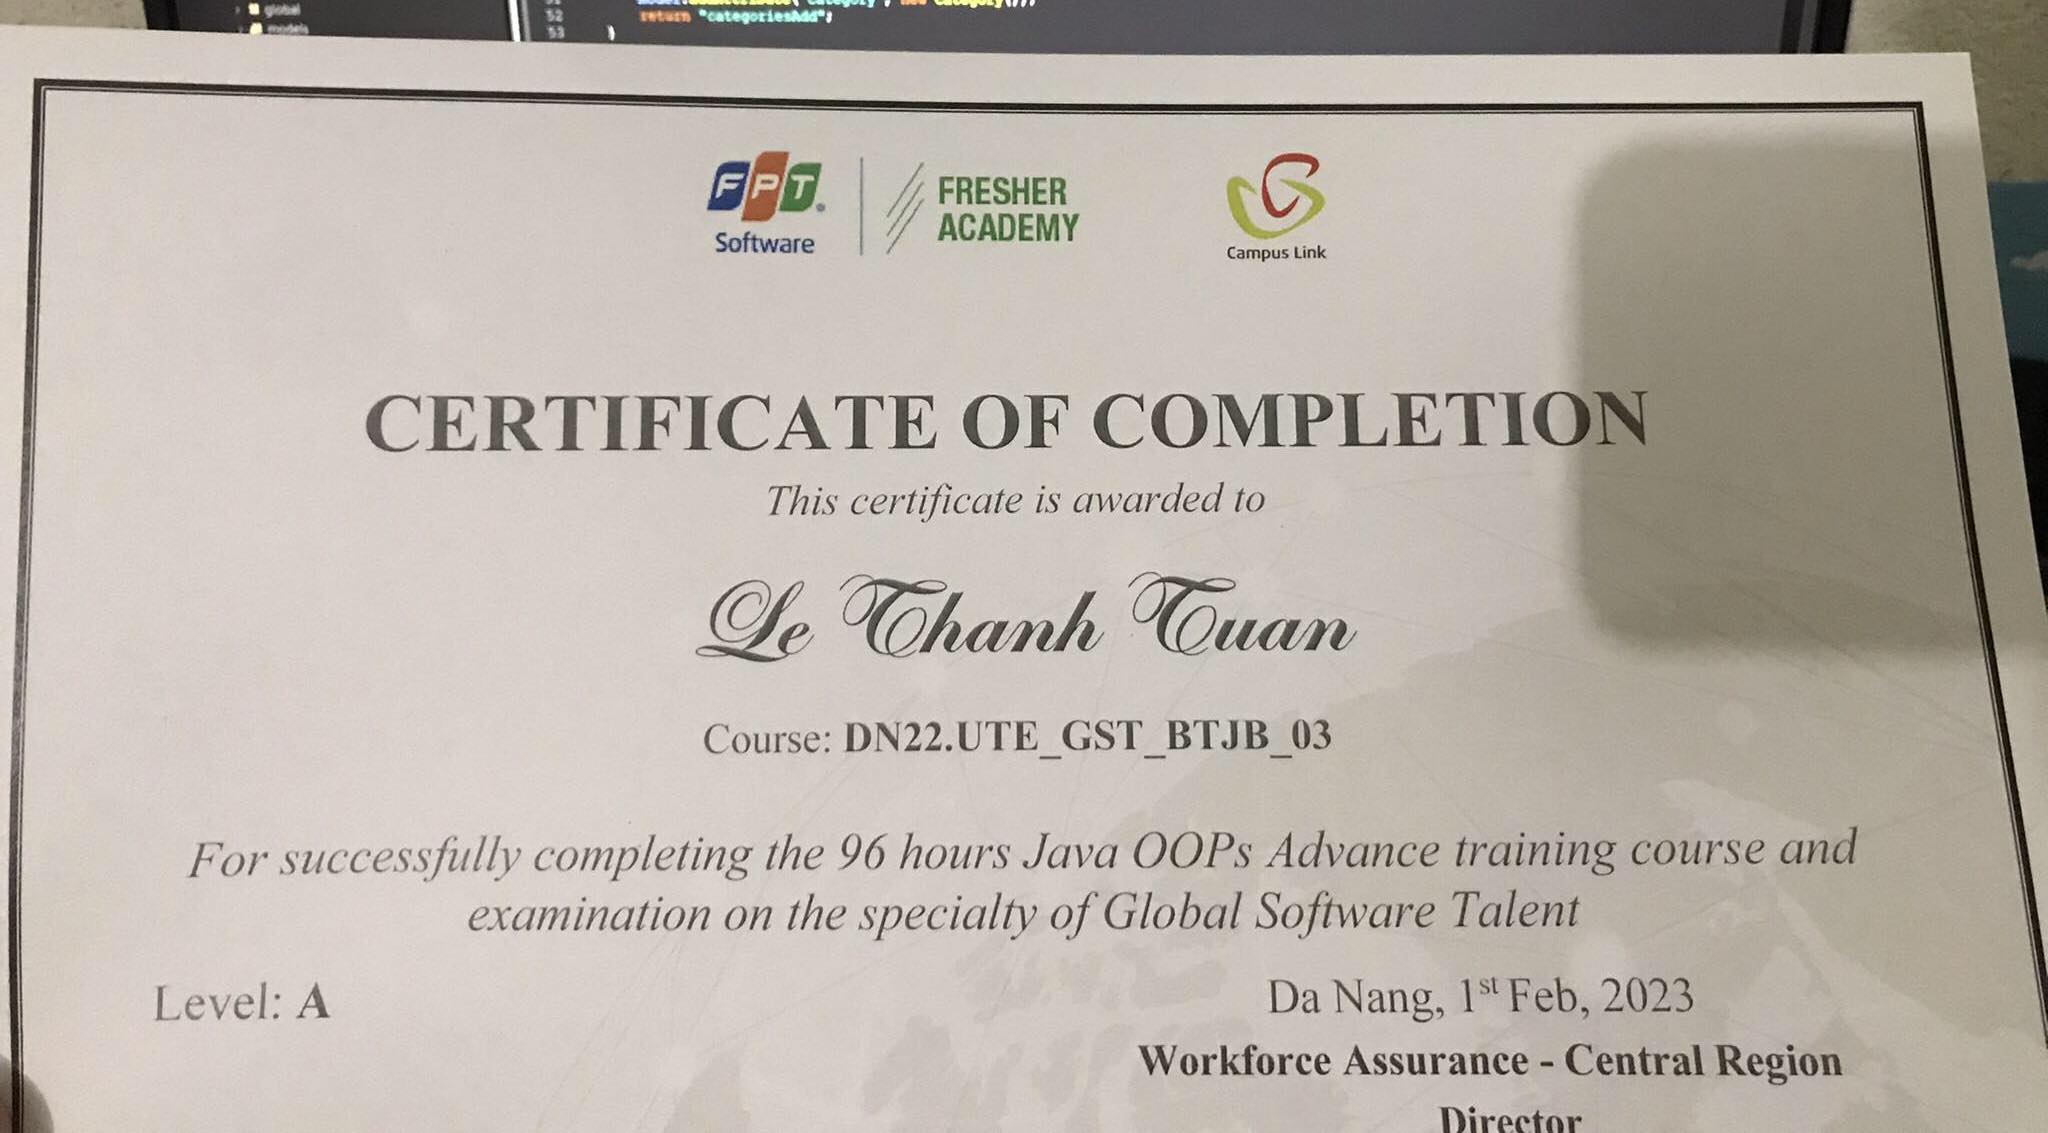 global
models
52 return "categoriesAdd";
53 }
FPT.
Software
FRESHER
ACADEMY
Campus Link
CERTIFICATE OF COMPLETION
This certificate is awarded to
Le Thanh Tuan
Course: DN22.UTE_GST_BTJB_03
For successfully completing the 96 hours Java OOPs Advance training course and
examination on the specialty of Global Software Talent
Level: A
Da Nang, 1st Feb, 2023
Workforce Assurance - Central Region
Director